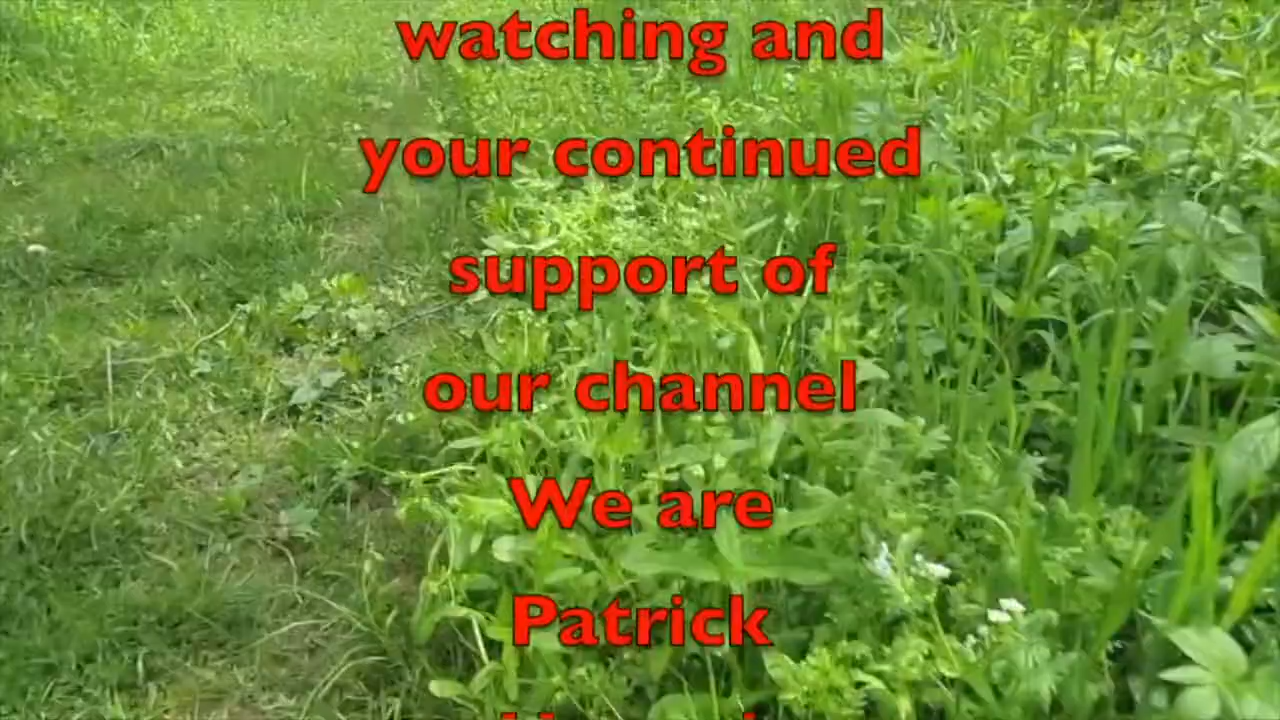 watching and
your continued
support of
our channel
We are
Patrick